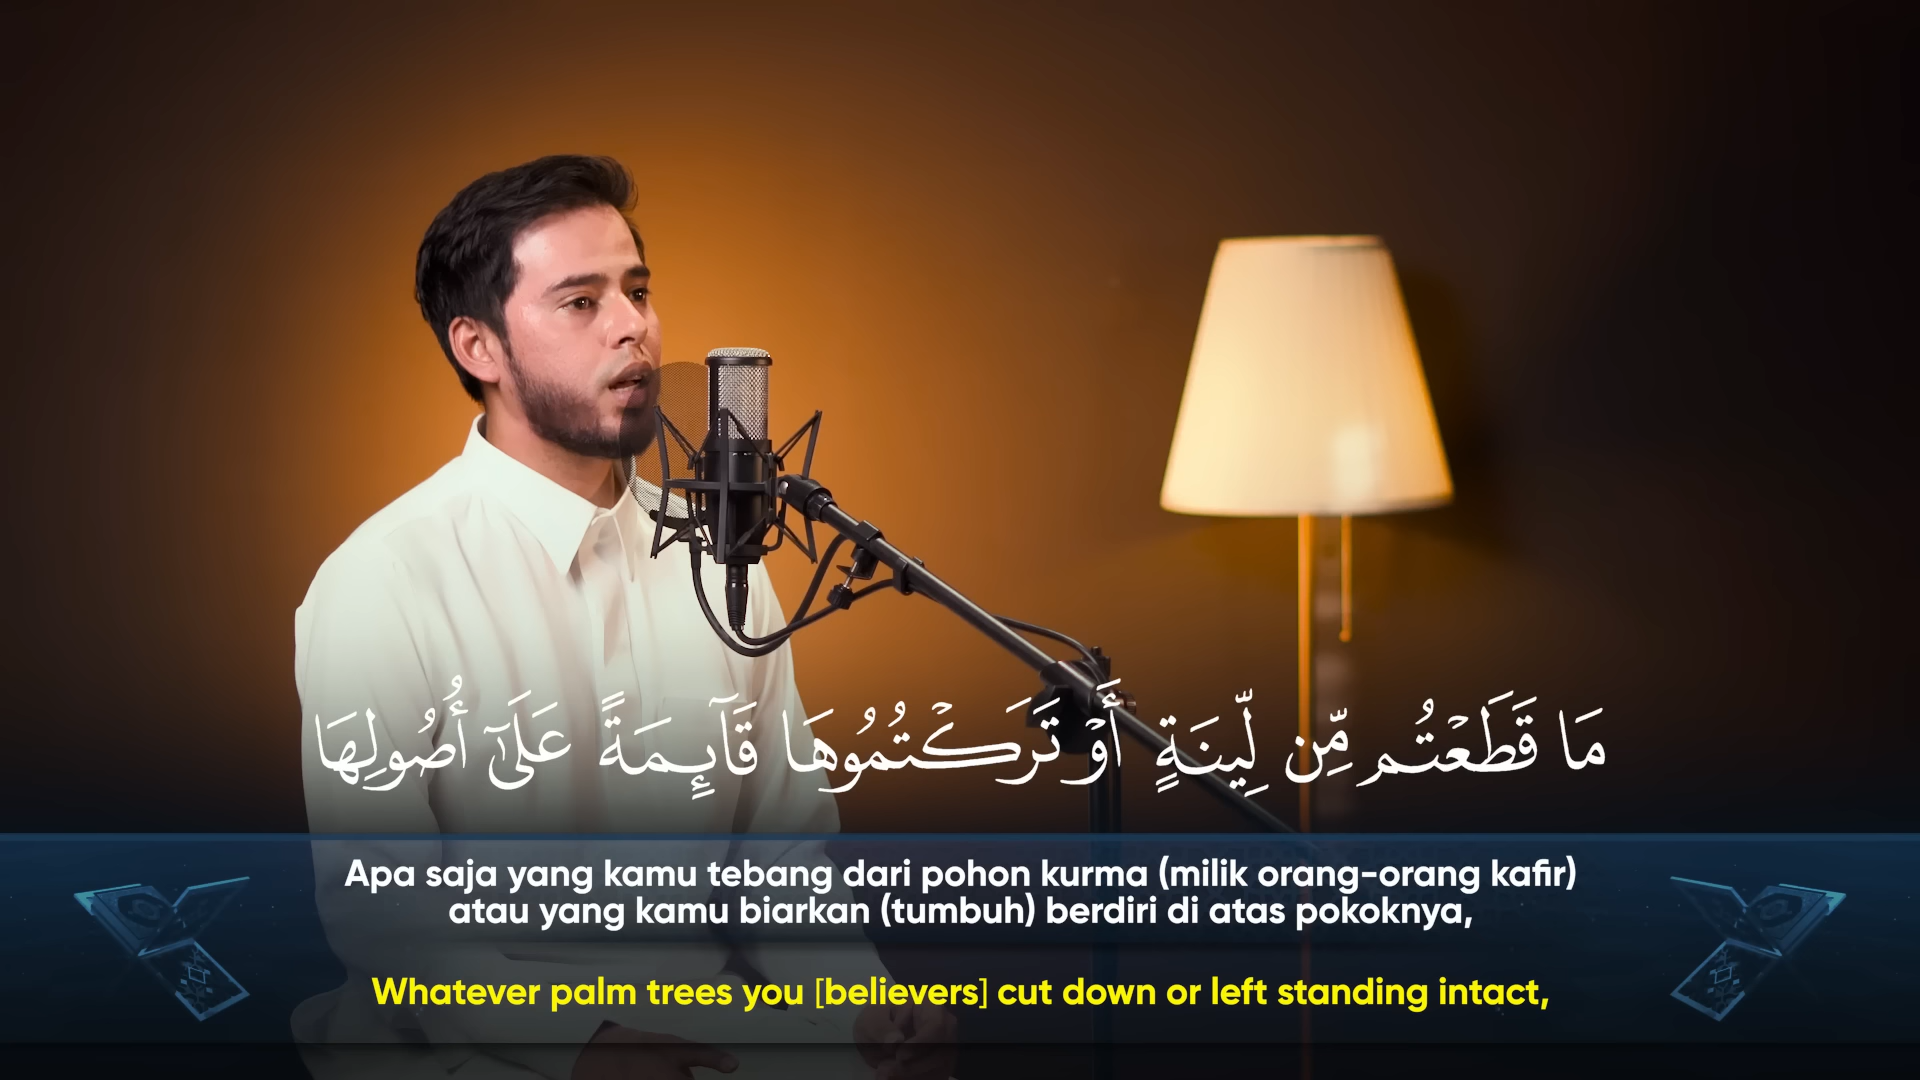 مَا قَطَعْتُم مِّن لِّينَةٍ أَوْ تَرَكْتُمُوهَا قَآئِمَةً عَلَىٰٓ أُصُولِهَا
Apa saja yang kamu tebang dari pohon kurma (milik orang-orang kafir)
atau yang kamu biarkan (tumbuh) berdiri di atas pokoknya,
Whatever palm trees you [believers] cut down or left standing intact,